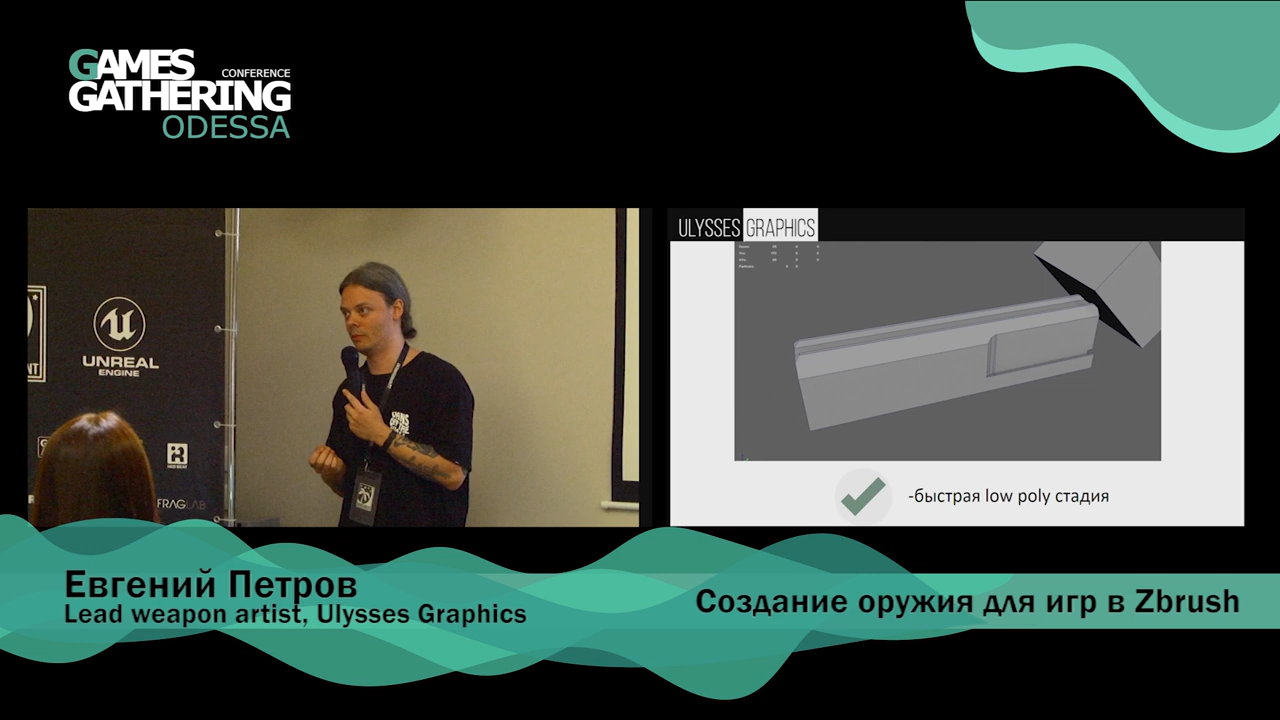 GAMES
CONFERENCE
GATHERING
ODESSA
UNREAL
ENGINE
FRAGLAB
ULYSSES GRAPHICS
-быстрая low poly стадия
Евгений Петров
Lead weapon artist, Ulysses Graphics
Создание оружия для игр в Zbrush